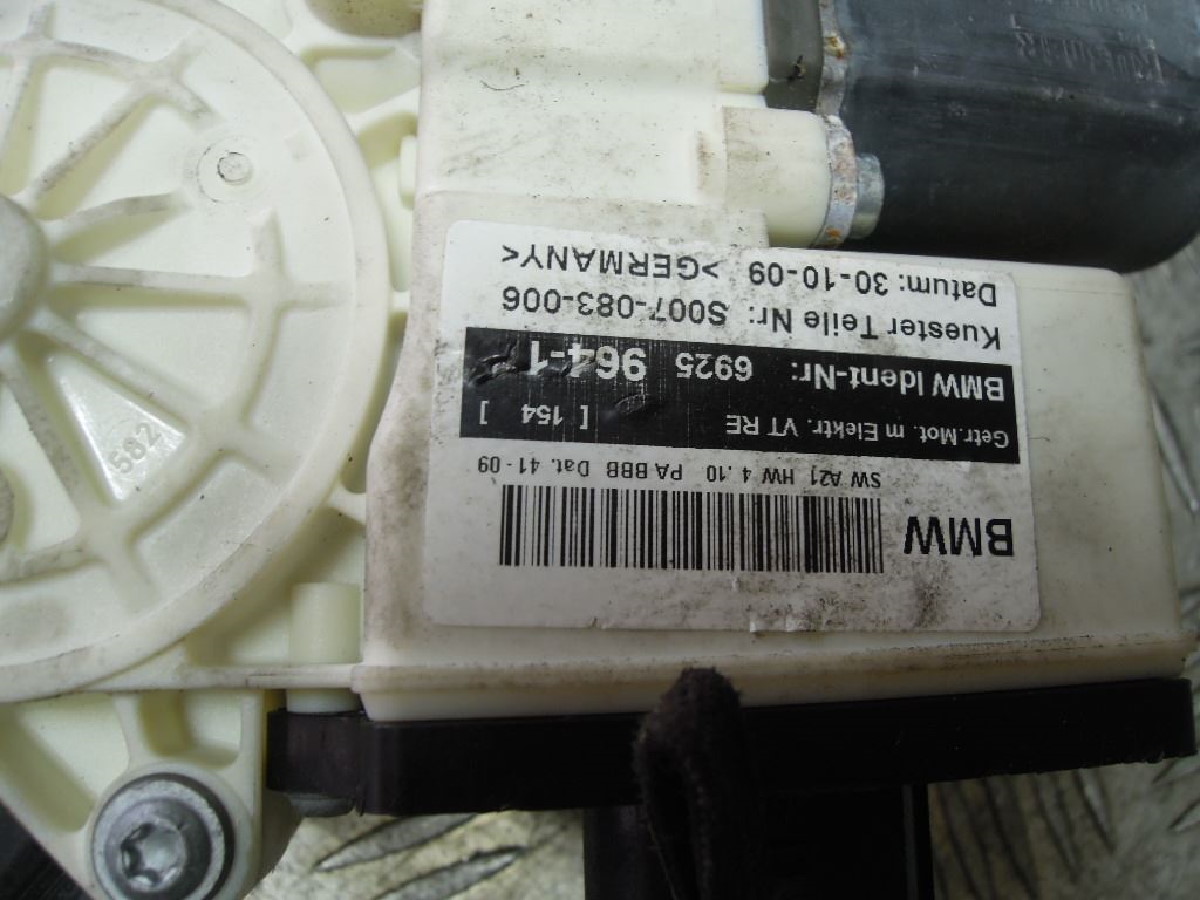 BMW
SW A21 HW 4.10 PA BBB Dat. 41-09
Getr.Mot. m Elektr. VT RE [ 154 ]
BMW Ident-Nr: 6925 964-1
Kuester Teile Nr: S007-083-006
Datum: 30-10-09 >GERMANY<
582